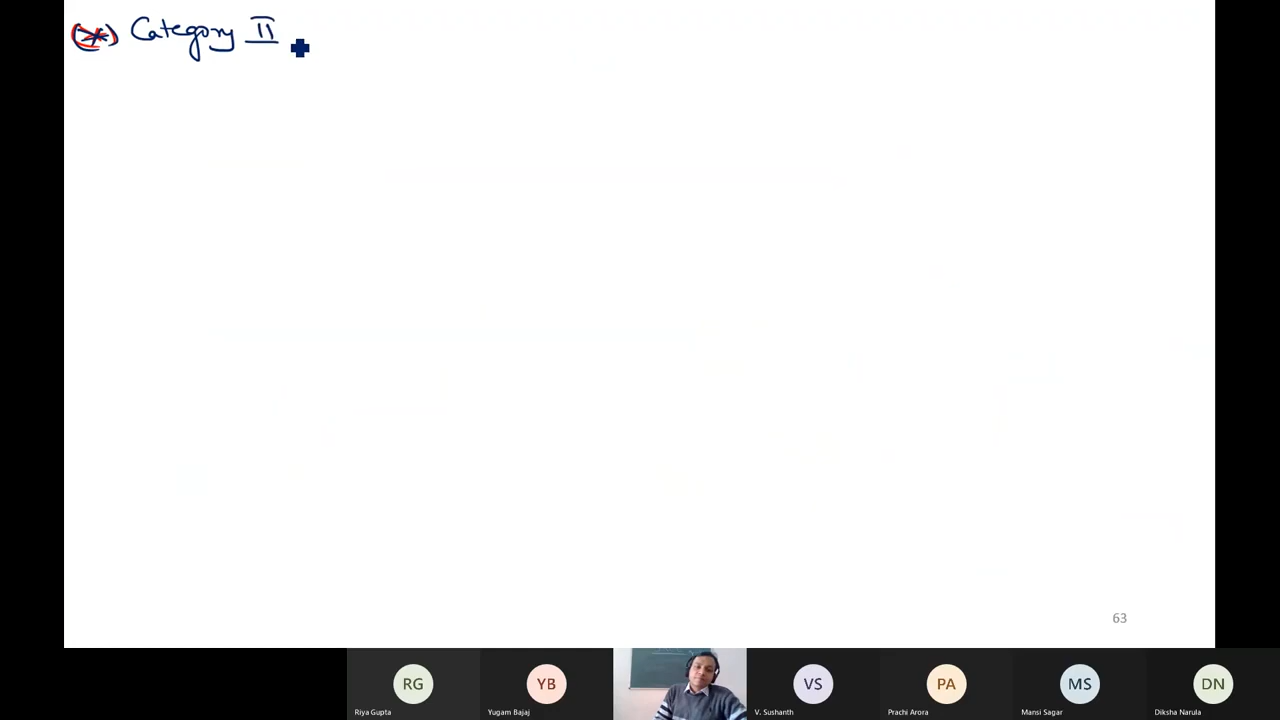 (*) Category II
63
RG YB VS PA MS DN
Riya Gupta Yugam Bajaj V. Sushanth Prachi Arora Mansi Sagar Diksha Narula